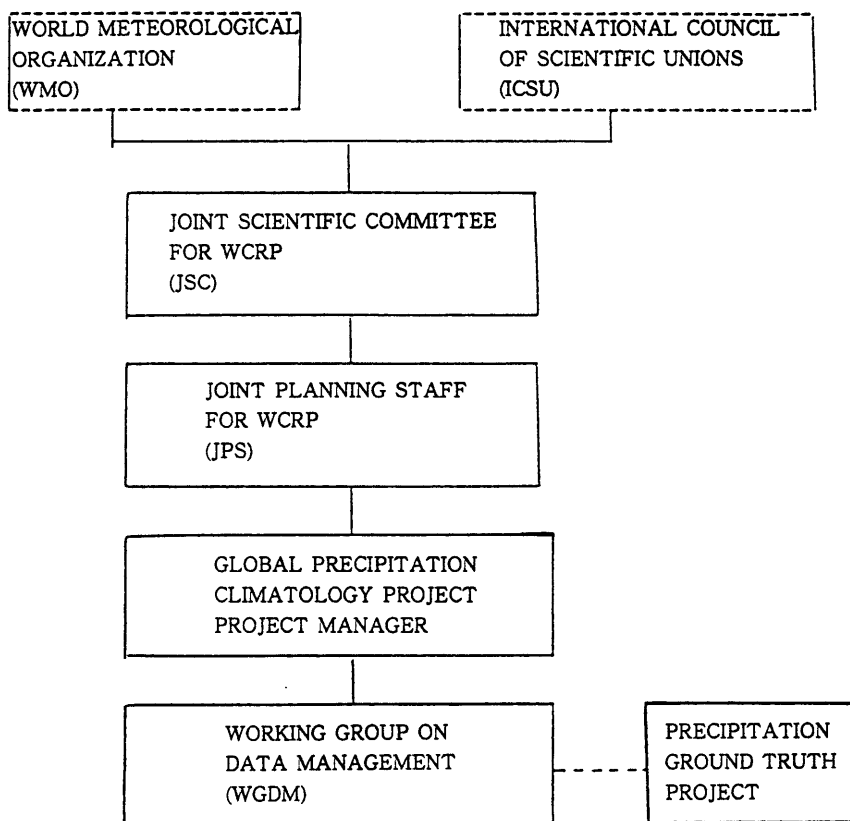 WORLD METEOROLOGICAL
ORGANIZATION
(WMO)
INTERNATIONAL COUNCIL
OF SCIENTIFIC UNIONS
(ICSU)
JOINT SCIENTIFIC COMMITTEE
FOR WCRP
(JSC)
JOINT PLANNING STAFF
FOR WCRP
(JPS)
GLOBAL PRECIPITATION
CLIMATOLOGY PROJECT
PROJECT MANAGER
WORKING GROUP ON
DATA MANAGEMENT
(WGDM)
PRECIPITATION
GROUND TRUTH
PROJECT